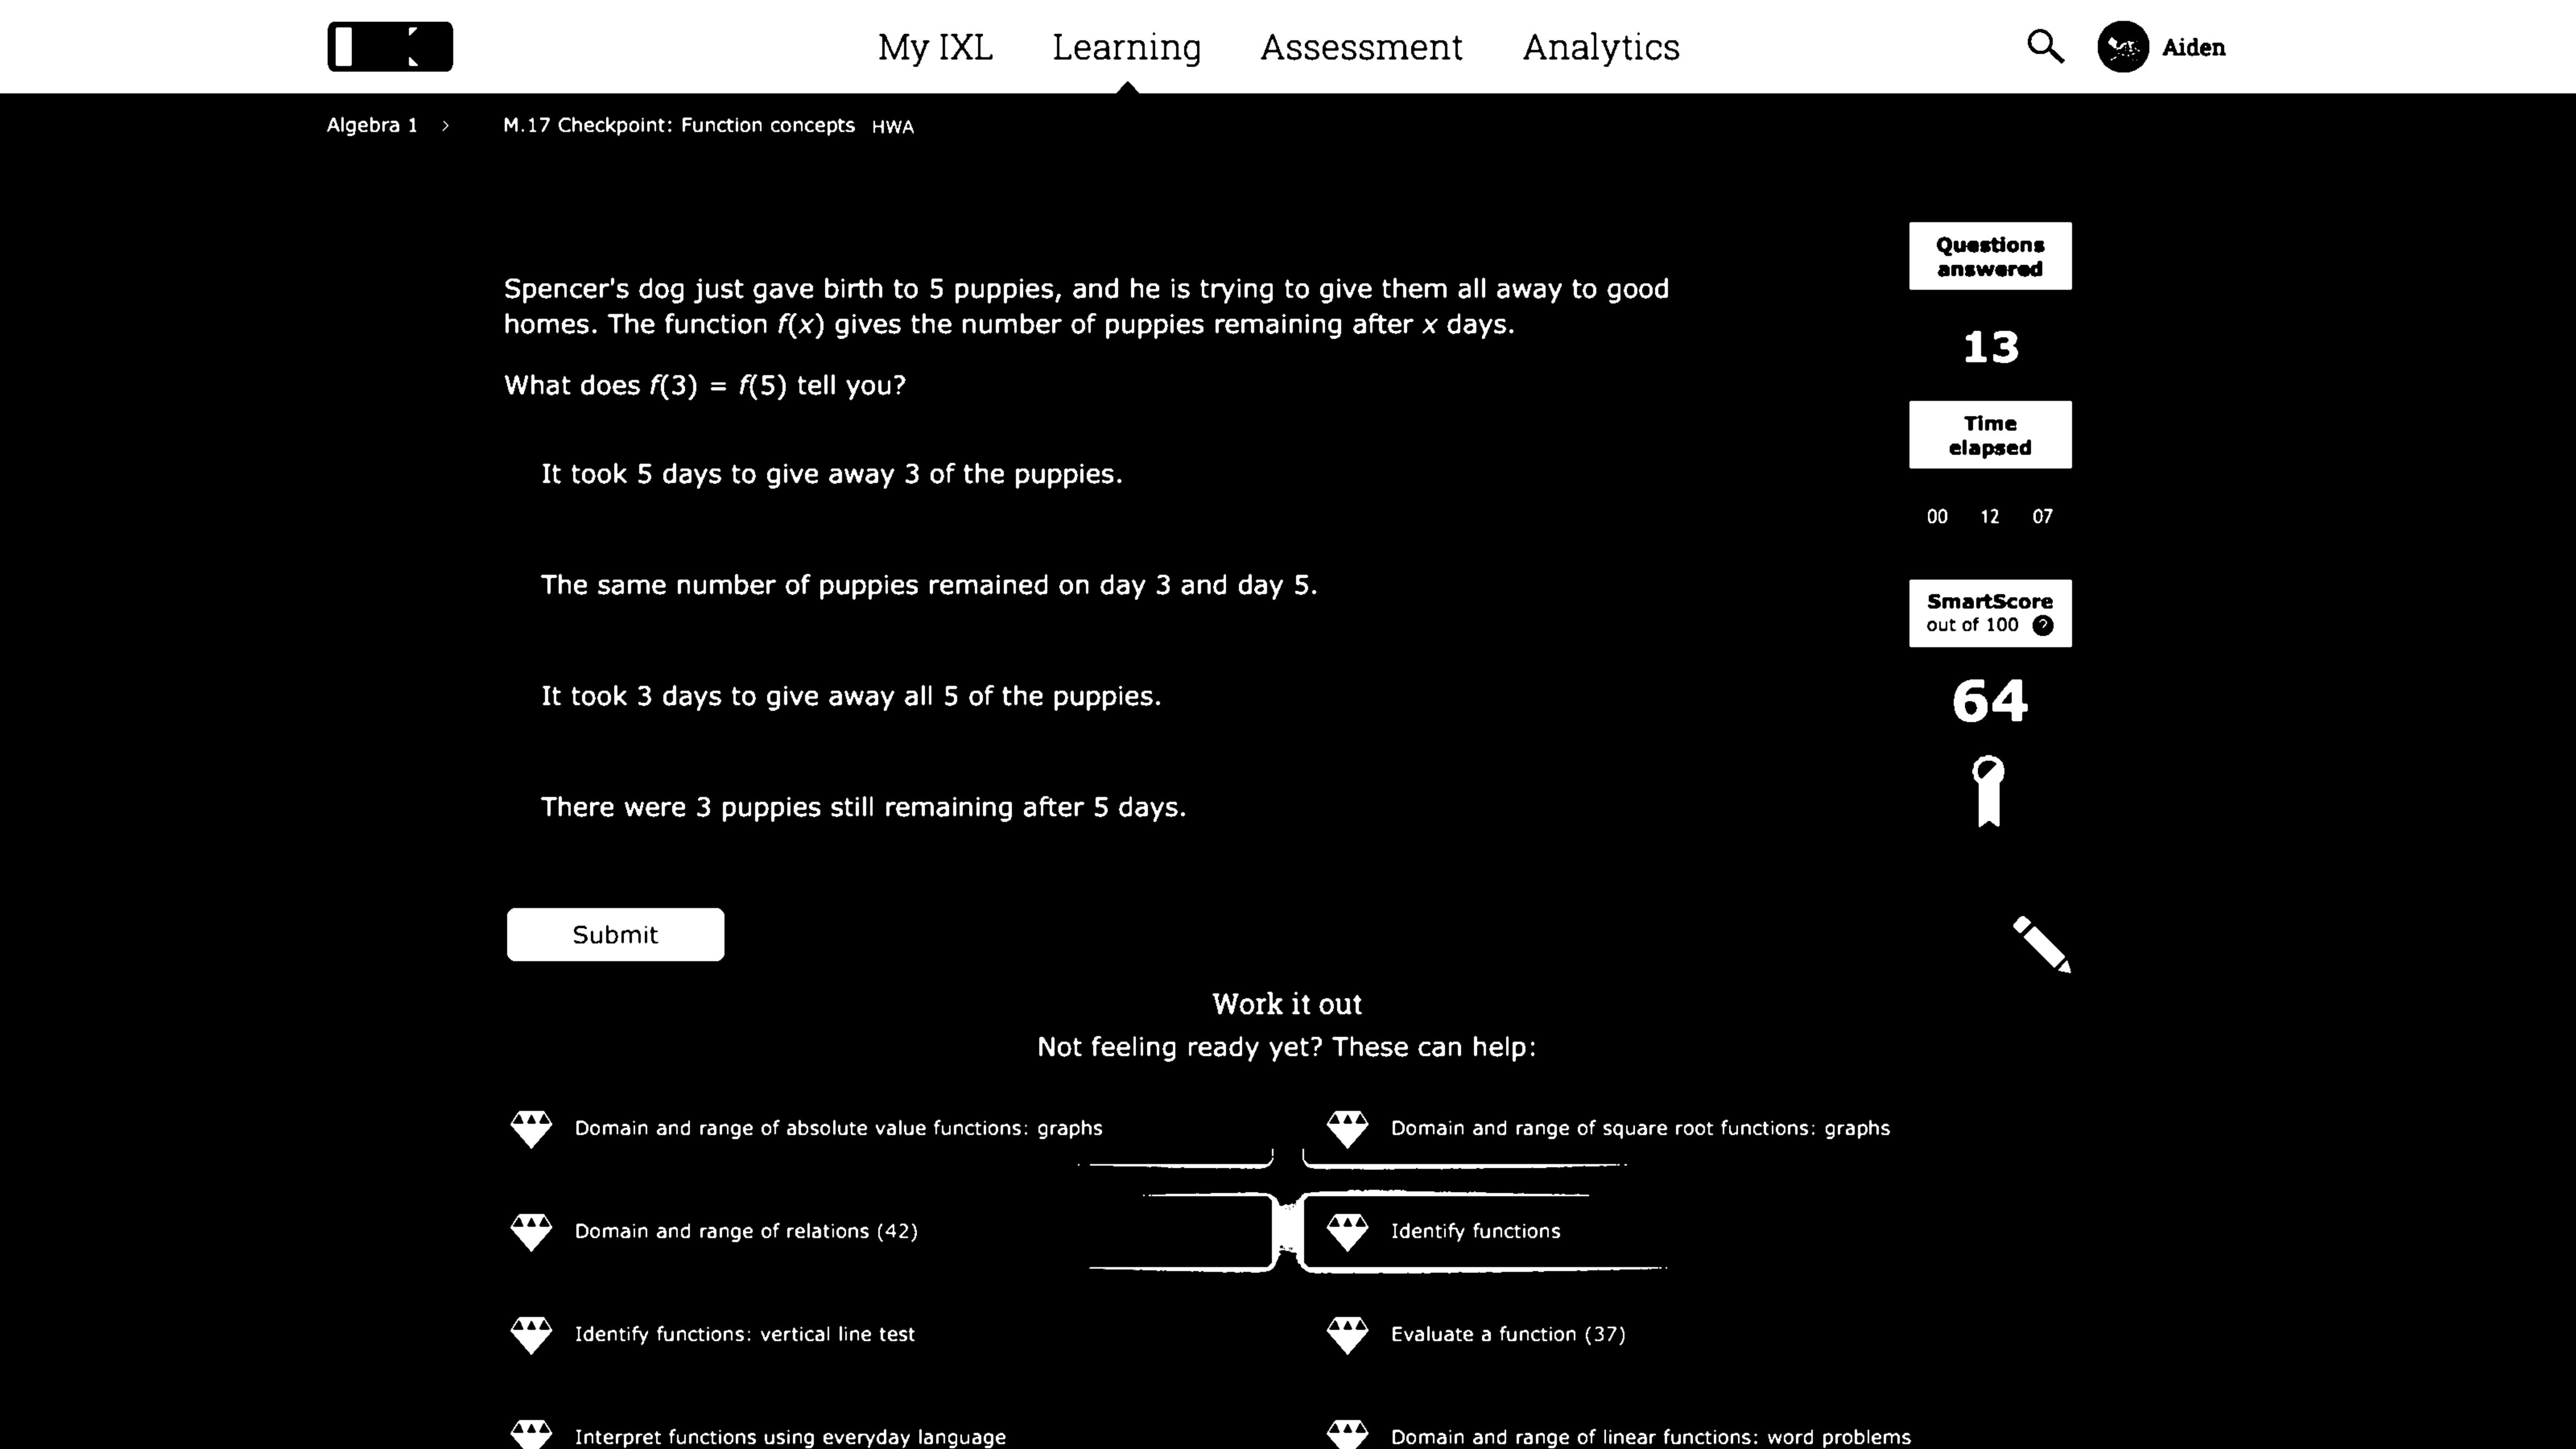 My IXL Learning Assessment Analytics Aiden
Algebra 1 > M.17 Checkpoint: Function concepts HWA
Questions
answered
13
Spencer's dog just gave birth to 5 puppies, and he is trying to give them all away to good
homes. The function f(x) gives the number of puppies remaining after x days.
What does f(3) = f(5) tell you?
Time
elapsed
00 12 07
It took 5 days to give away 3 of the puppies.
The same number of puppies remained on day 3 and day 5.
SmartScore
out of 100 ?
64
It took 3 days to give away all 5 of the puppies.
There were 3 puppies still remaining after 5 days.
Submit
Work it out
Not feeling ready yet? These can help:
Domain and range of absolute value functions: graphs
Domain and range of square root functions: graphs
Domain and range of relations (42)
Identify functions
Identify functions: vertical line test
Evaluate a function (37)
Interpret functions using everyday language
Domain and range of linear functions: word problems